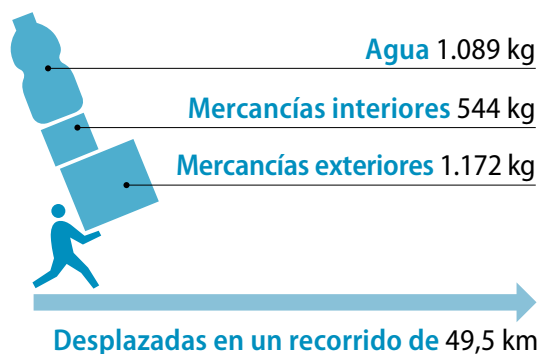 Agua 1.089 kg
Mercancías interiores 544 kg
Mercancías exteriores 1.172 kg
Desplazadas en un recorrido de 49,5 km